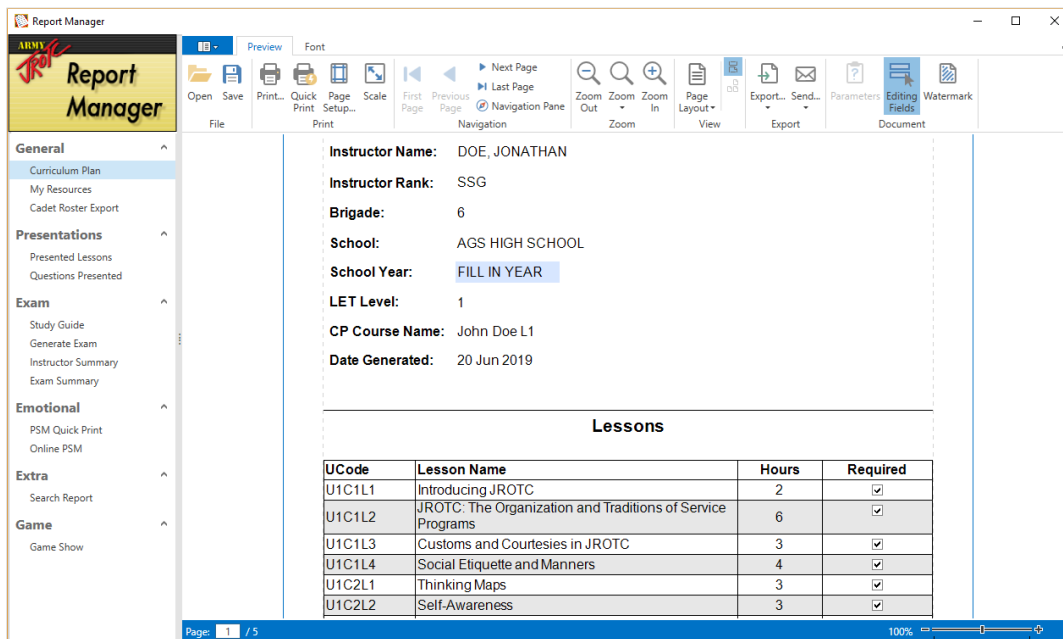 Report Manager
ARMY
JROTC
Report
Manager
Preview
Font
Open
Save
Print...
Quick
Print
Page
Setup...
Scale
First
Page
Previous
Page
Next Page
Last Page
Navigation Pane
Zoom
Out
Zoom
Zoom
In
Page
Layout
Export...
Send...
Parameters
Editing
Fields
Watermark
File
Print
Navigation
Zoom
View
Export
Document
General
Curriculum Plan
My Resources
Cadet Roster Export
Presentations
Presented Lessons
Questions Presented
Exam
Study Guide
Generate Exam
Instructor Summary
Exam Summary
Emotional
PSM Quick Print
Online PSM
Extra
Search Report
Game
Game Show
Instructor Name: DOE, JONATHAN
Instructor Rank: SSG
Brigade: 6
School: AGS HIGH SCHOOL
School Year: FILL IN YEAR
LET Level: 1
CP Course Name: John Doe L1
Date Generated: 20 Jun 2019
Lessons
UCode Lesson Name Hours Required
U1C1L1 Introducing JROTC 2
U1C1L2 JROTC: The Organization and Traditions of Service
Programs 6
U1C1L3 Customs and Courtesies in JROTC 3
U1C1L4 Social Etiquette and Manners 4
U1C2L1 Thinking Maps 3
U1C2L2 Self-Awareness 3
Page: 1 / 5
100%